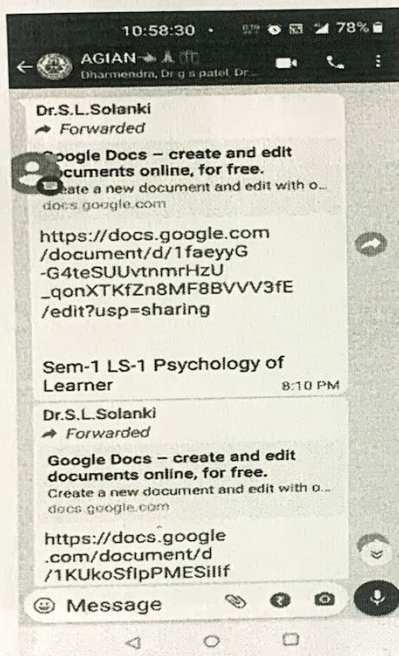 10:58:30 • 78%
AGIAN
Dharmendra, Dr g s patel, Dr...
Dr.S.L.Solanki
Forwarded
Google Docs – create and edit
documents online, for free.
Create a new document and edit with o...
docs.google.com
https://docs.google.com
/document/d/1faeyyG
-G4teSUUvtnmrHzU
_qonXTKfZn8MF8BVVV3fE
/edit?usp=sharing
Sem-1 LS-1 Psychology of
Learner
8:10 PM
Dr.S.L.Solanki
Forwarded
Google Docs – create and edit
documents online, for free.
Create a new document and edit with o...
docs.google.com
https://docs.google
.com/document/d
/1KUkoSfIpPMESiIIf
Message